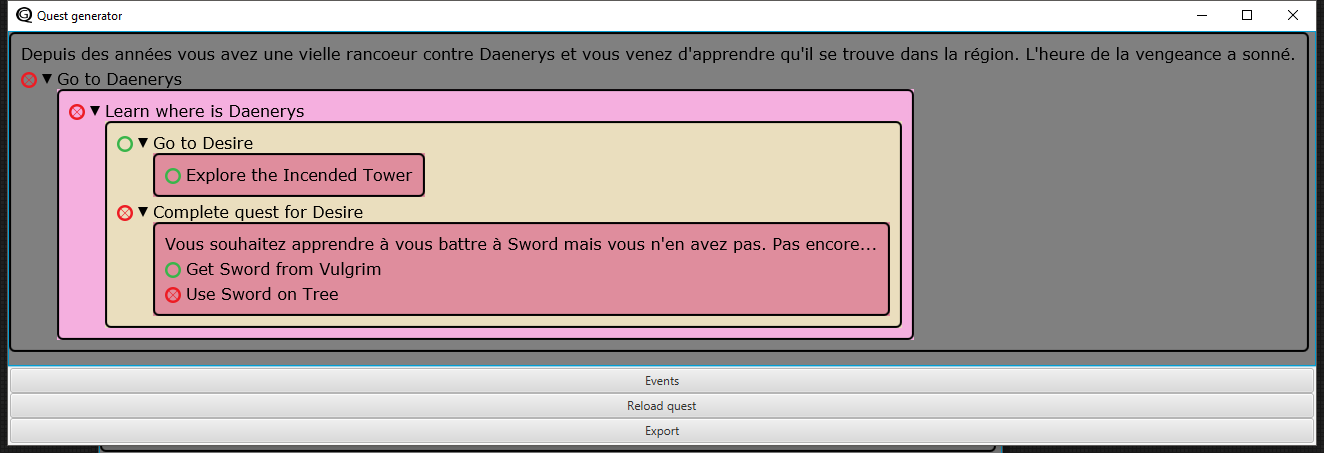 Quest generator
Depuis des années vous avez une vielle rancoeur contre Daenerys et vous venez d'apprendre qu'il se trouve dans la région. L'heure de la vengeance a sonné.
Go to Daenerys
Learn where is Daenerys
Go to Desire
Explore the Incended Tower
Complete quest for Desire
Vous souhaitez apprendre à vous battre à Sword mais vous n'en avez pas. Pas encore...
Get Sword from Vulgrim
Use Sword on Tree
Events
Reload quest
Export